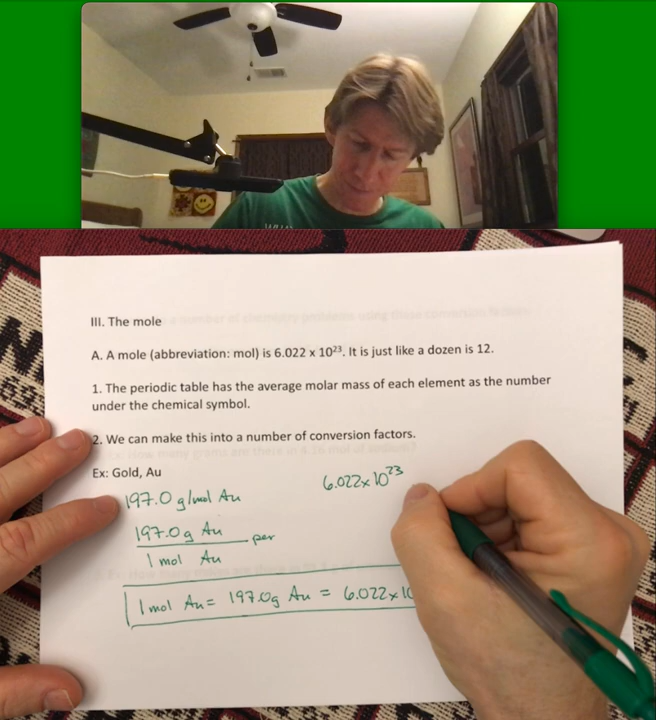 III. The mole
A. A mole (abbreviation: mol) is 6.022 x 10²³. It is just like a dozen is 12.
1. The periodic table has the average molar mass of each element as the number
under the chemical symbol.
2. We can make this into a number of conversion factors.
Ex: Gold, Au
197.0 g/mol Au
6.022x10²³
197.0g Au
per
1 mol Au
1 mol Au = 197.0g Au = 6.022x10